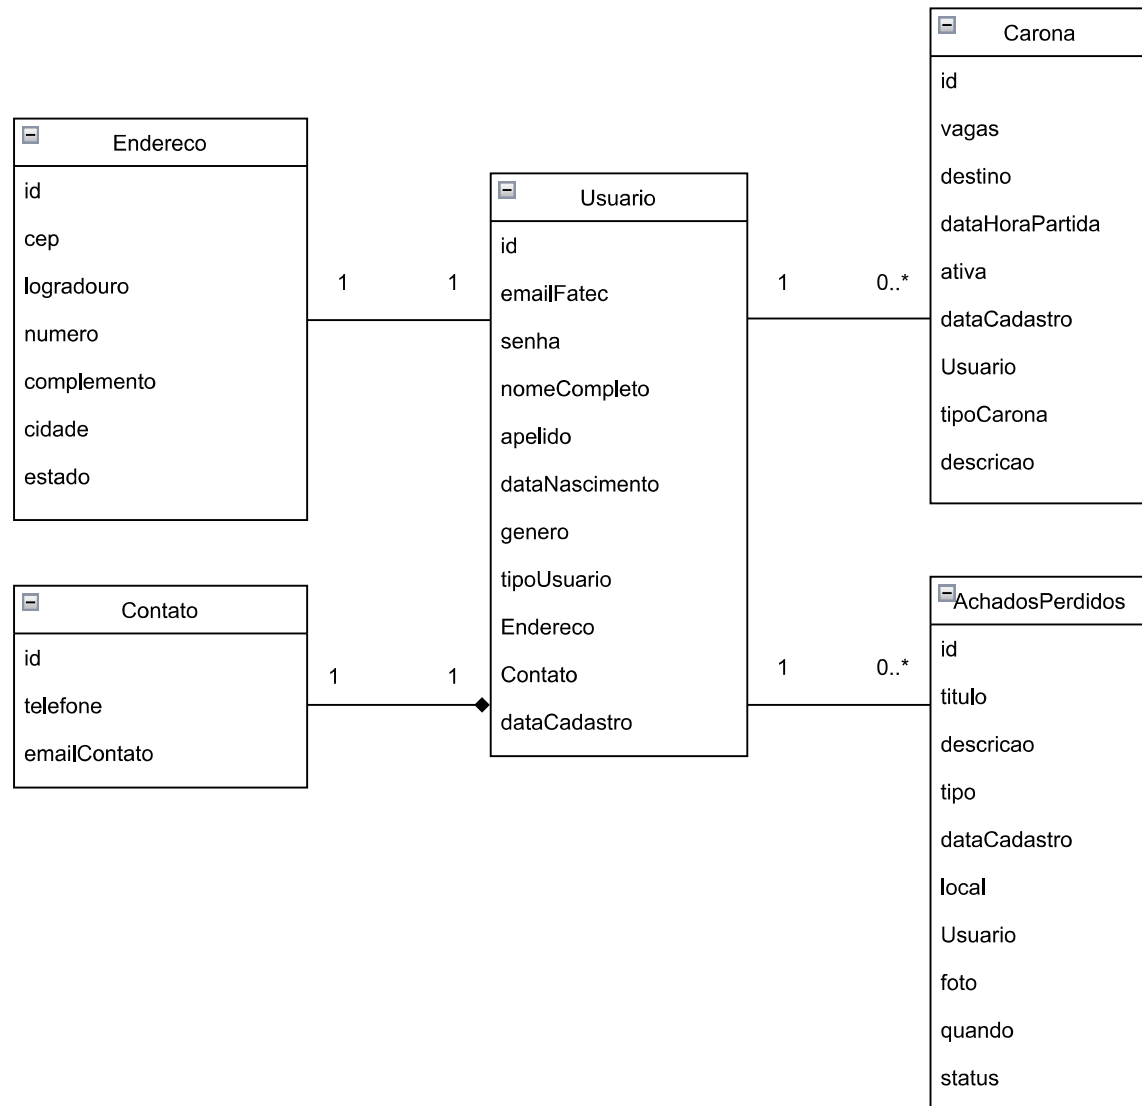 Carona
id
vagas
destino
dataHoraPartida
ativa
dataCadastro
Usuario
tipoCarona
descricao
Endereco
id
cep
logradouro
numero
complemento
cidade
estado
1 1
Usuario
id
emailFatec
senha
nomeCompleto
apelido
dataNascimento
genero
tipoUsuario
Endereco
Contato
dataCadastro
1 0..*
Contato
id
telefone
emailContato
1 1
1 0..*
AchadosPerdidos
id
titulo
descricao
tipo
dataCadastro
local
Usuario
foto
quando
status